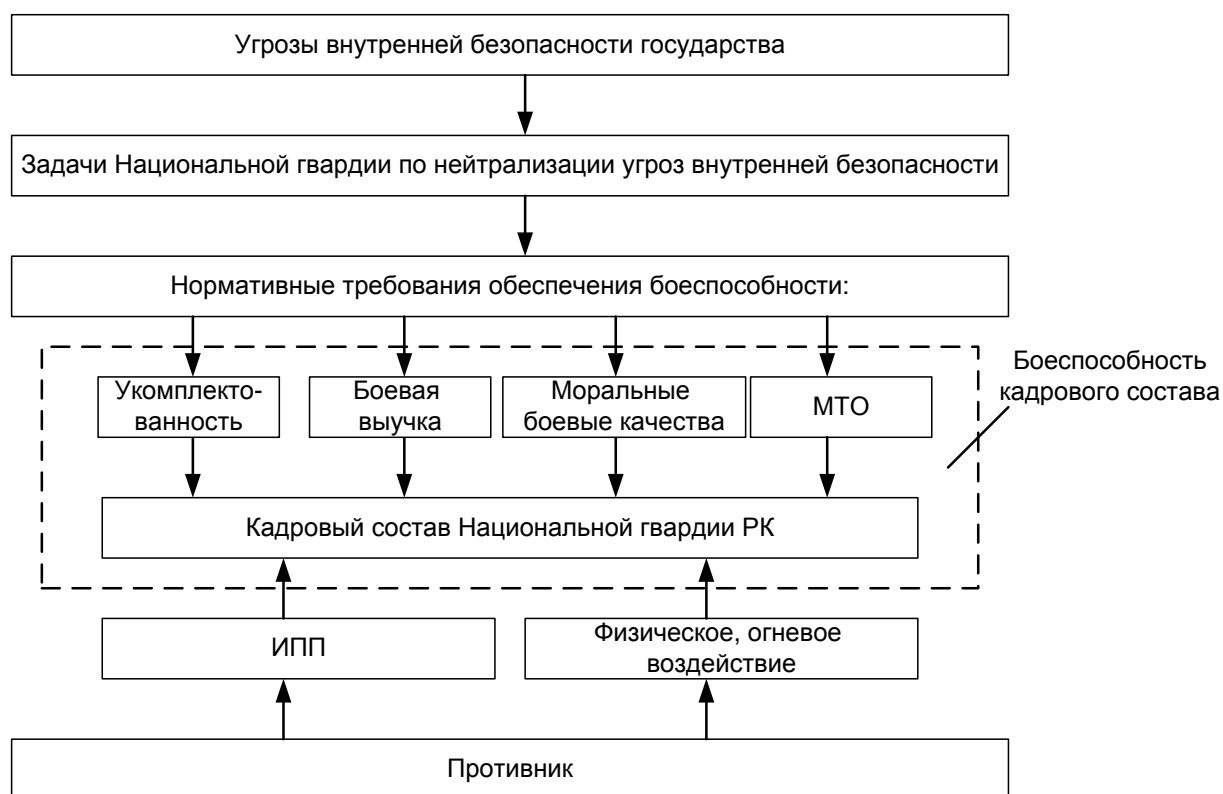 Угрозы внутренней безопасности государства
Задачи Национальной гвардии по нейтрализации угроз внутренней безопасности
Нормативные требования обеспечения боеспособности:
Боеспособность
кадрового состава
Укомплекто-
ванность
Боевая
выучка
Моральные
боевые качества
МТО
Кадровый состав Национальной гвардии РК
ИПП
Физическое, огневое
воздействие
Противник